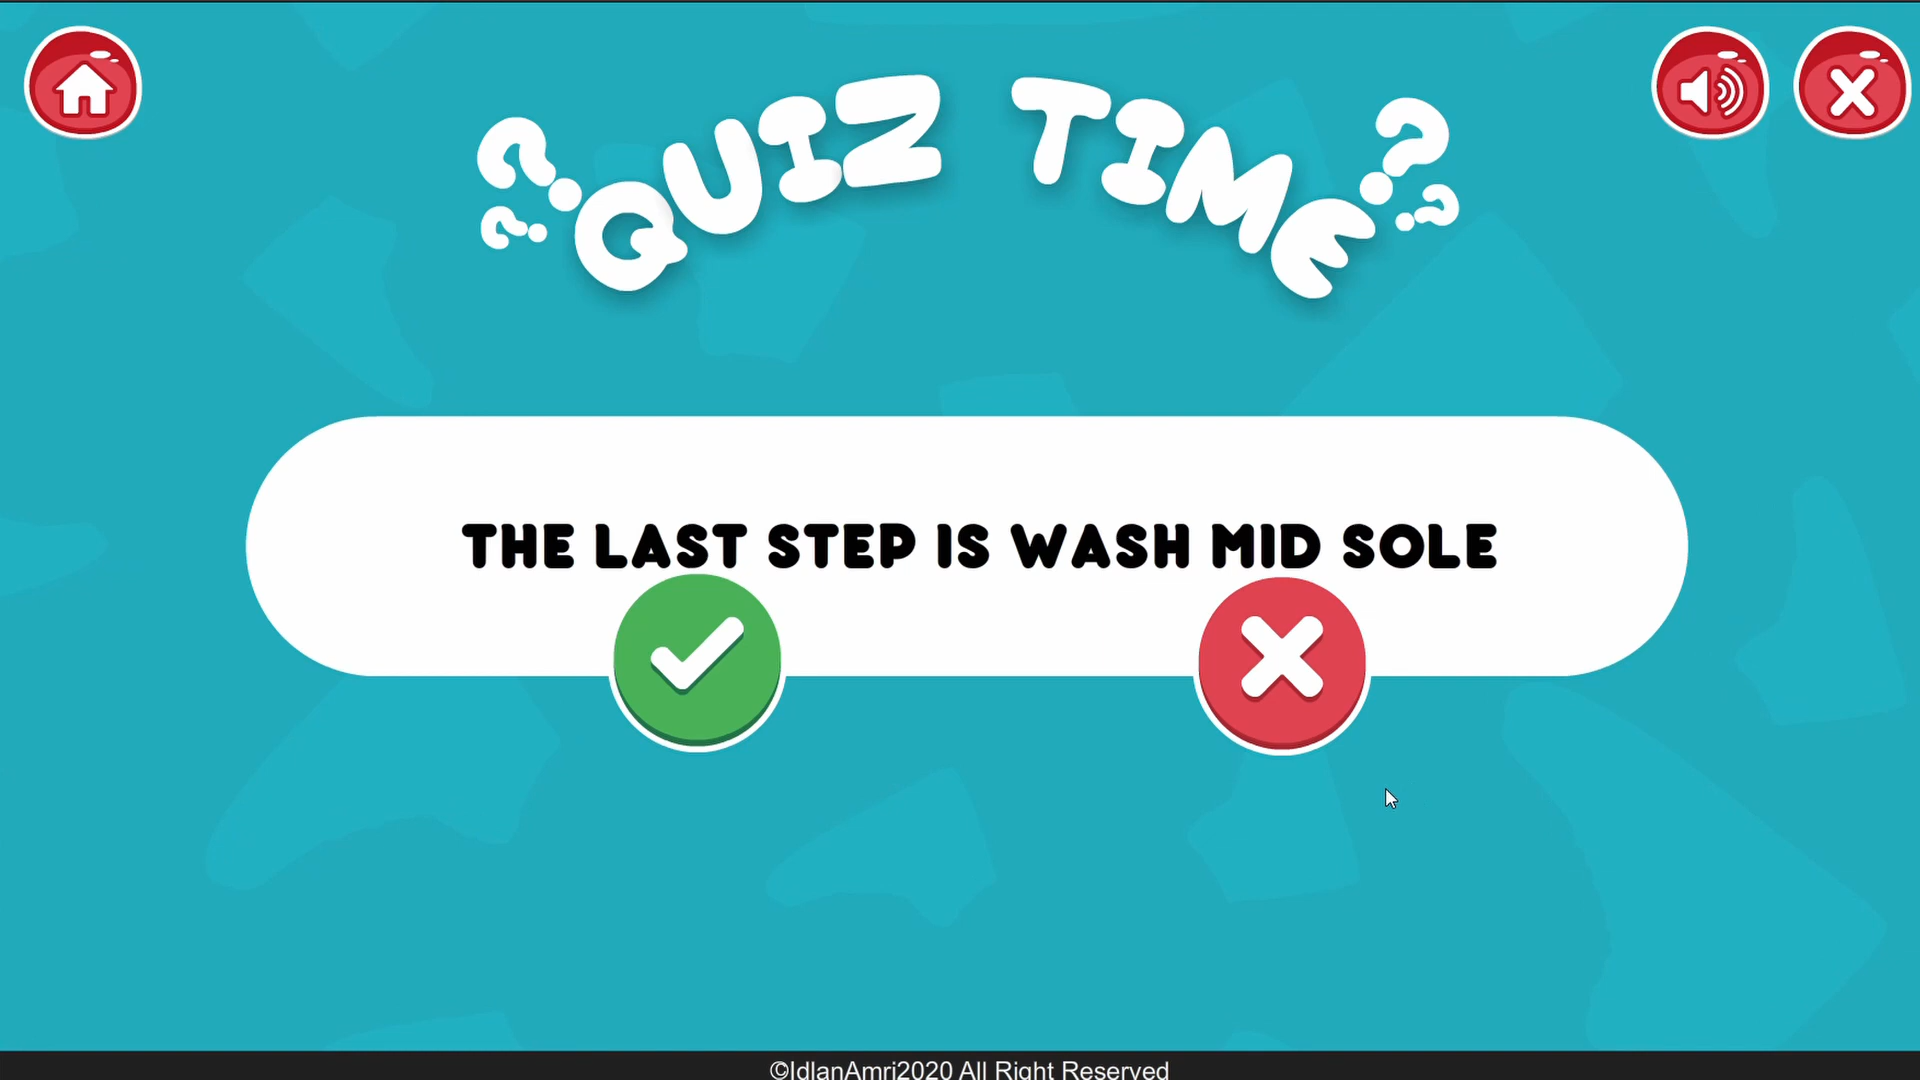 ??QUIZ TIME??
THE LAST STEP IS WASH MID SOLE
©IdlanAmri2020 All Right Reserved